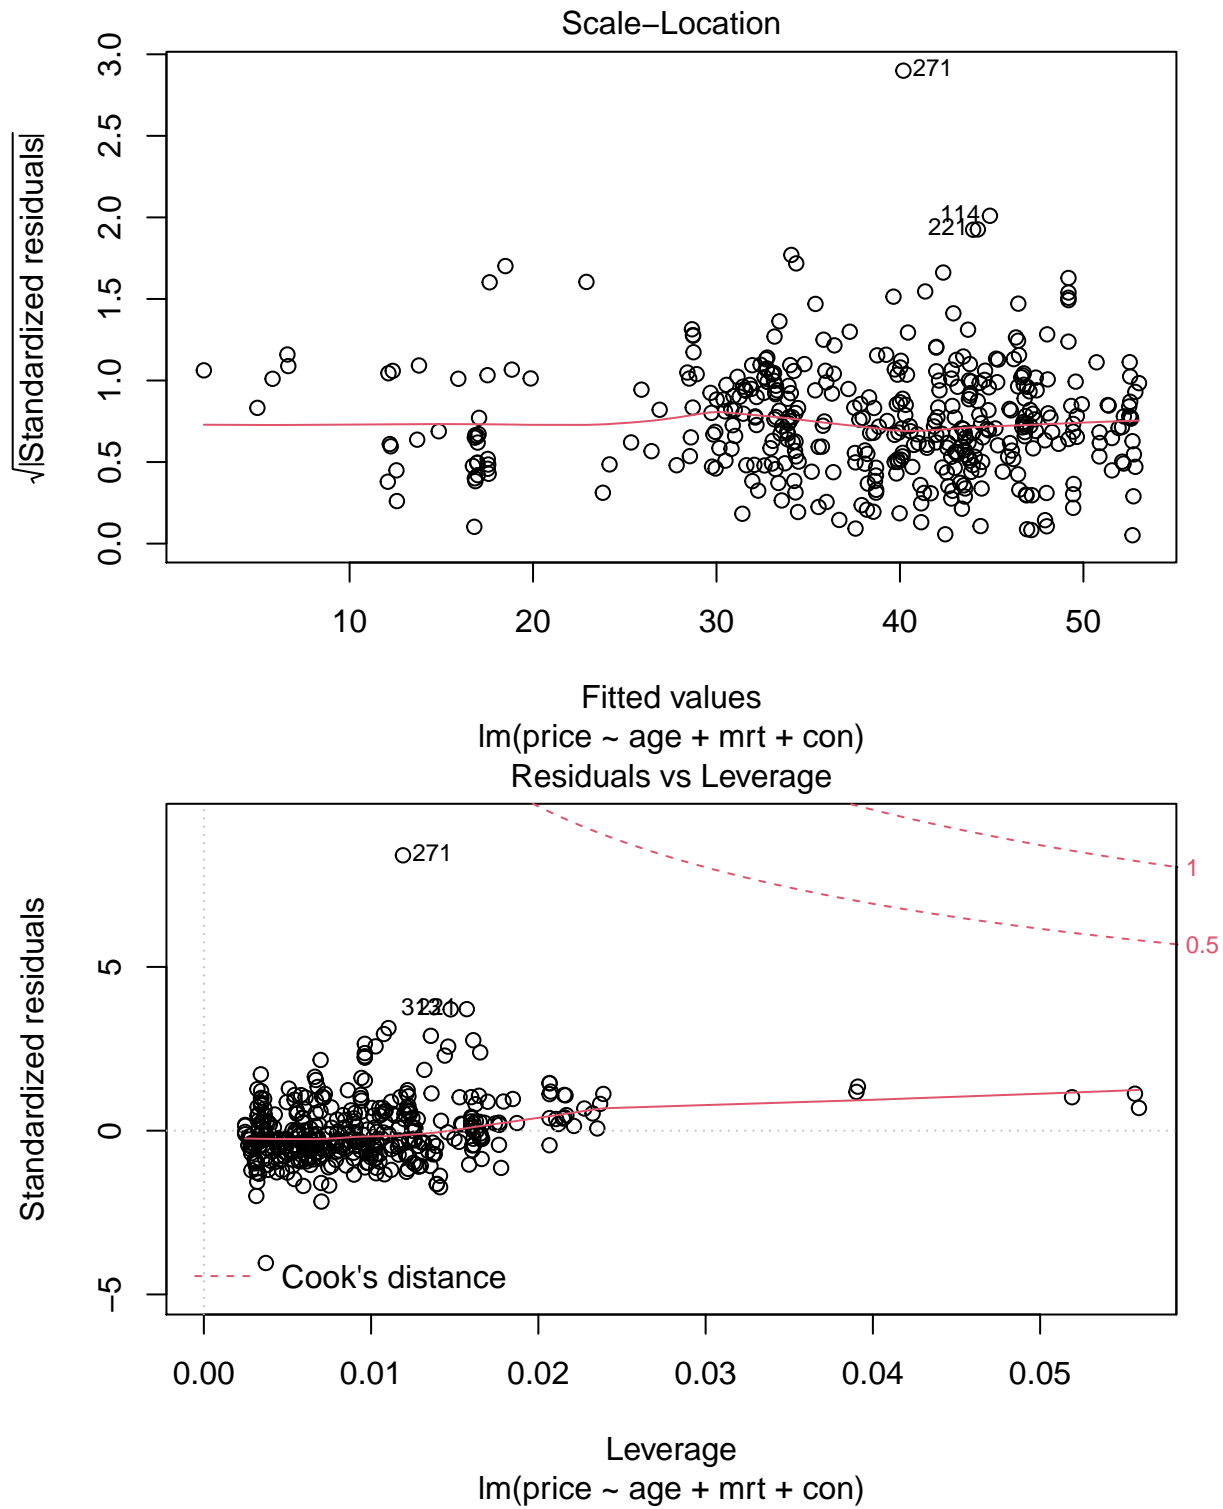 Scale−Location
√|Standardized residuals|
0.0 0.5 1.0 1.5 2.0 2.5 3.0
271
114
221
10 20 30 40 50
Fitted values
lm(price ~ age + mrt + con)
Residuals vs Leverage
Standardized residuals
−5 0 5
271
313
221
1
0.5
Cook's distance
0.00 0.01 0.02 0.03 0.04 0.05
Leverage
lm(price ~ age + mrt + con)